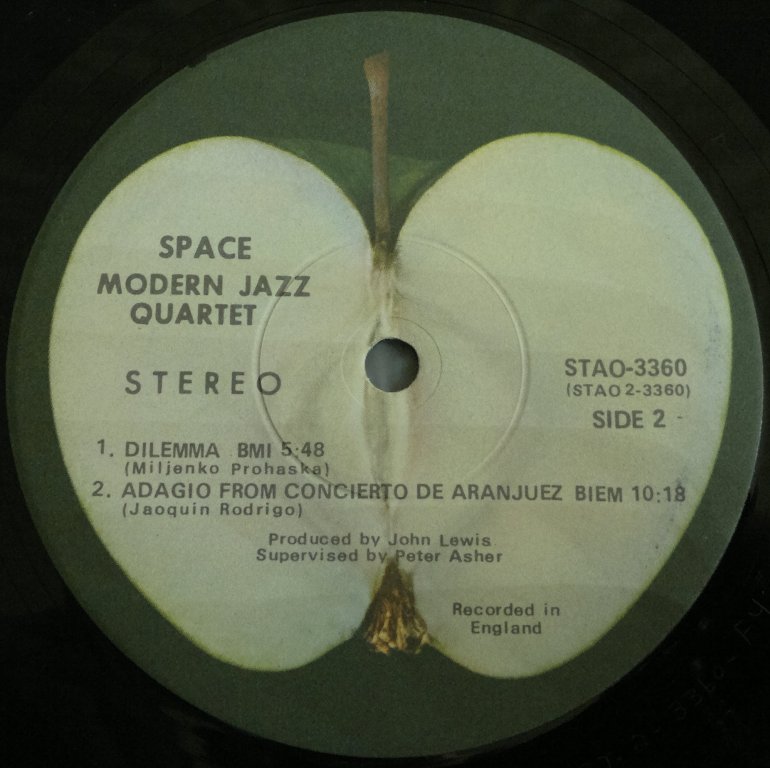 SPACE
MODERN JAZZ
QUARTET
STEREO
STAO-3360
(STAO 2-3360)
SIDE 2
1. DILEMMA BMI 5:48
(Miljenko Prohaska)
2. ADAGIO FROM CONCIERTO DE ARANJUEZ BIEM 10:18
(Jaoquin Rodrigo)
Produced by John Lewis
Supervised by Peter Asher
Recorded in
England